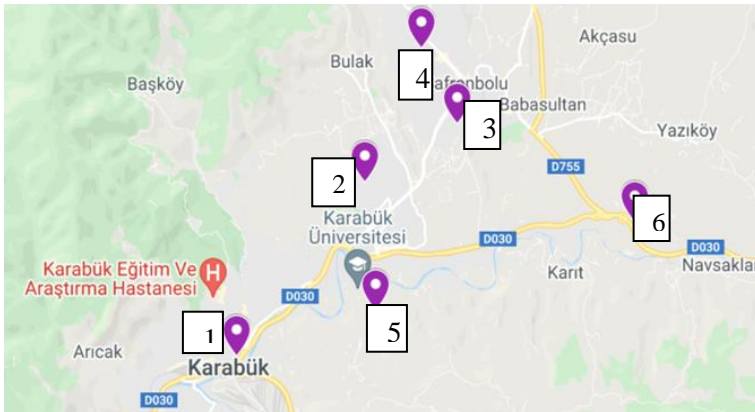 Akçasu
Bulak
4
afranbolu
Başköy
Babasultan
3
Yazıköy
2
D755
Karabük
Üniversitesi
6
D030
D030
Karabük Eğitim Ve
Araştırma Hastanesi
H
Karıt
Navsaklar
D030
5
1
Arıcak
Karabük
D030